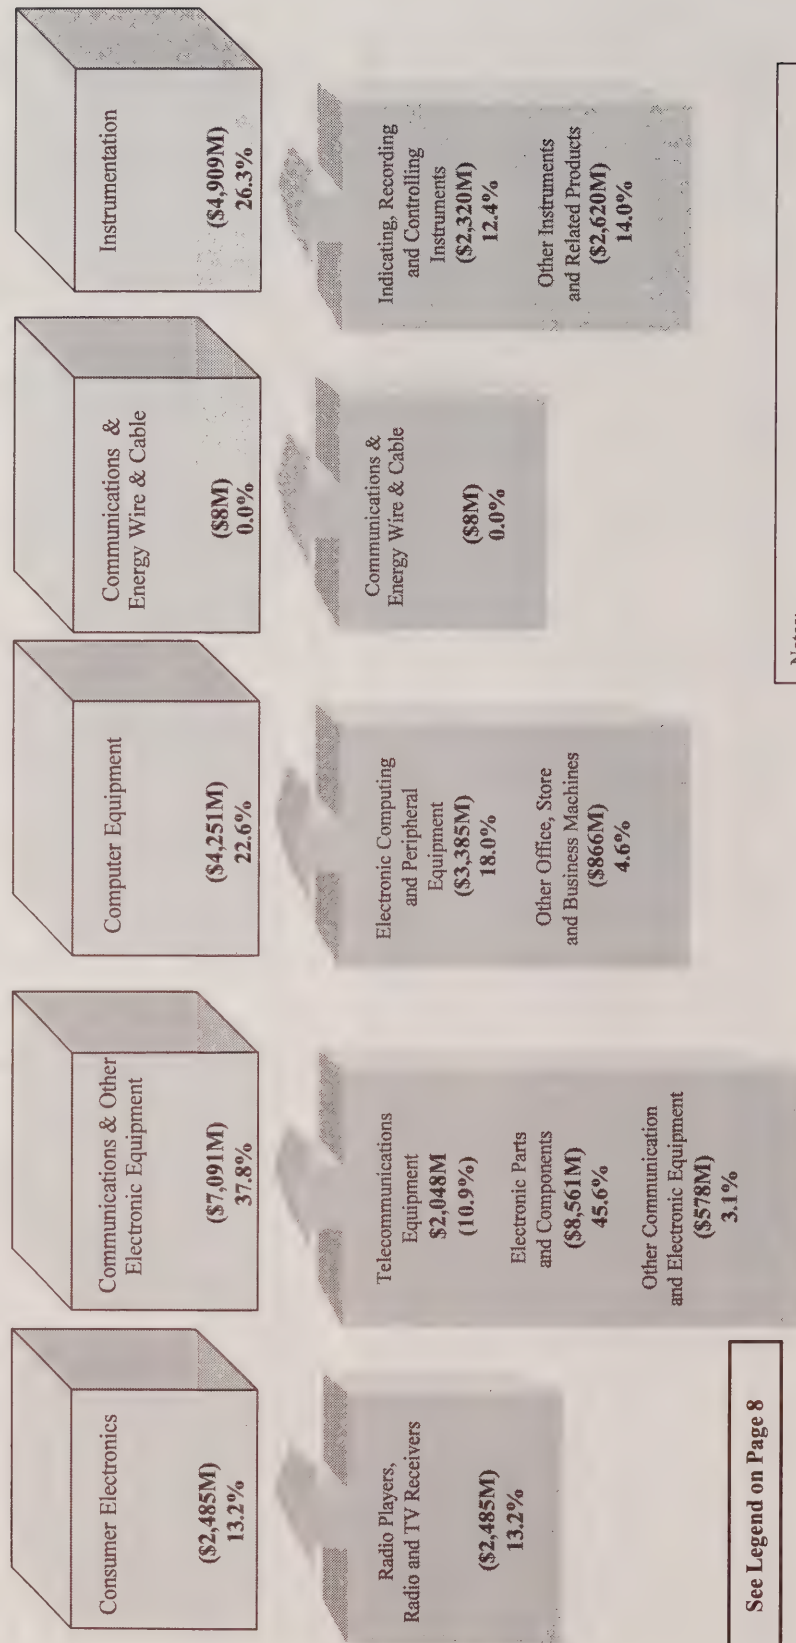 Consumer Electronics
($2,485M)
13.2%
Communications & Other
Electronic Equipment
($7,091M)
37.8%
Computer Equipment
($4,251M)
22.6%
Communications &
Energy Wire & Cable
($8M)
0.0%
Instrumentation
($4,909M)
26.3%
Radio Players,
Radio and TV Receivers
($2,485M)
13.2%
Telecommunications
Equipment
$2,048M
(10.9%)
Electronic Parts
and Components
($8,561M)
45.6%
Other Communication
and Electronic Equipment
($578M)
3.1%
Electronic Computing
and Peripheral
Equipment
($3,385M)
18.0%
Other Office, Store
and Business Machines
($866M)
4.6%
Communications &
Energy Wire & Cable
($8M)
0.0%
Indicating, Recording
and Controlling
Instruments
($2,320M)
12.4%
Other Instruments
and Related Products
($2,620M)
14.0%
See Legend on Page 8